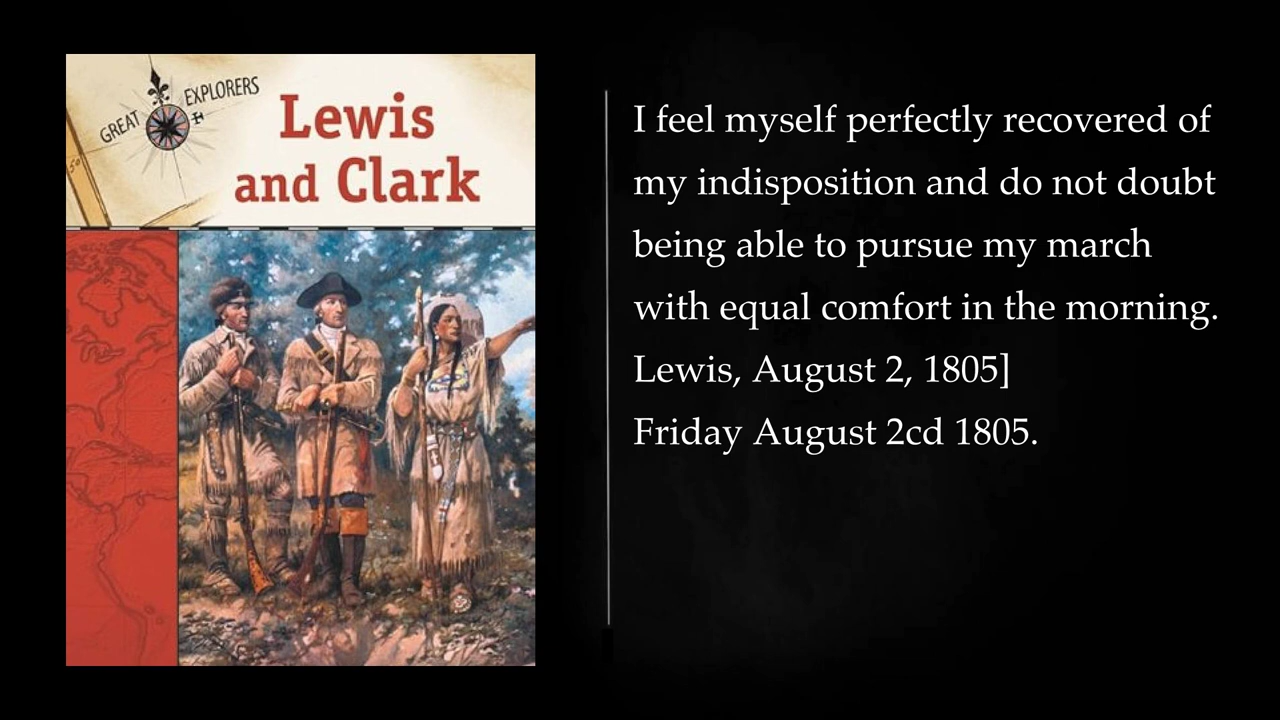 GREAT EXPLORERS
Lewis
and Clark
50
I feel myself perfectly recovered of
my indisposition and do not doubt
being able to pursue my march
with equal comfort in the morning.
Lewis, August 2, 1805]
Friday August 2cd 1805.